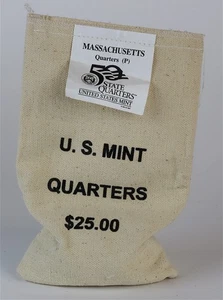 MASSACHUSETTS
Quarters (P)
50
STATE
QUARTERS
UNITED STATES MINT
U. S. MINT
QUARTERS
$25.00